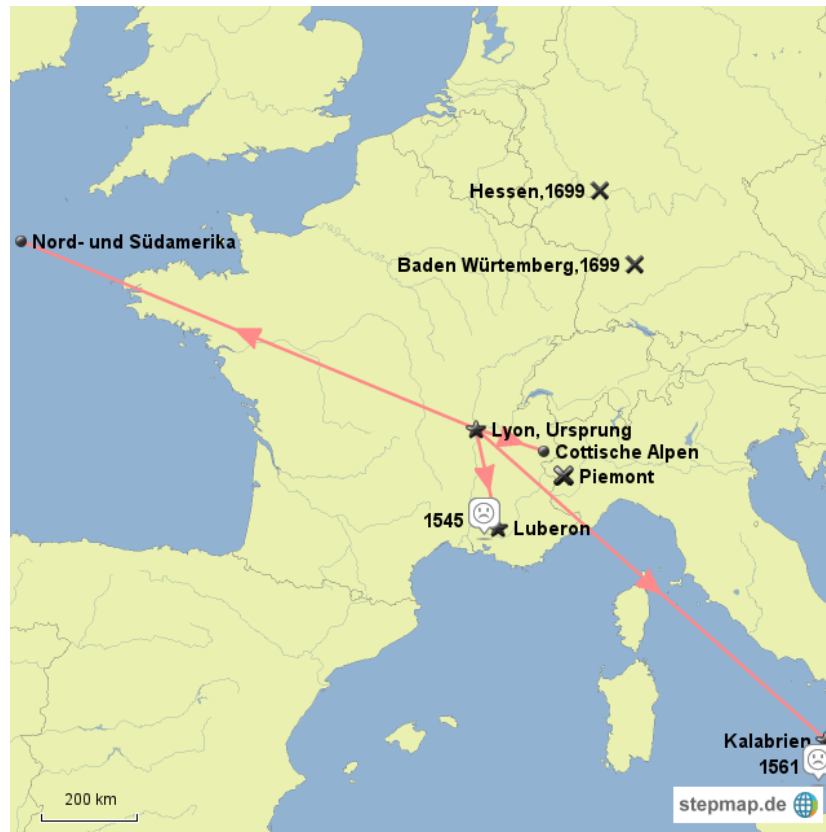 Hessen,1699
Nord- und Südamerika
Baden Würtemberg,1699
Lyon, Ursprung
Cottische Alpen
Piemont
1545
Luberon
Kalabrien
1561
200 km
stepmap.de